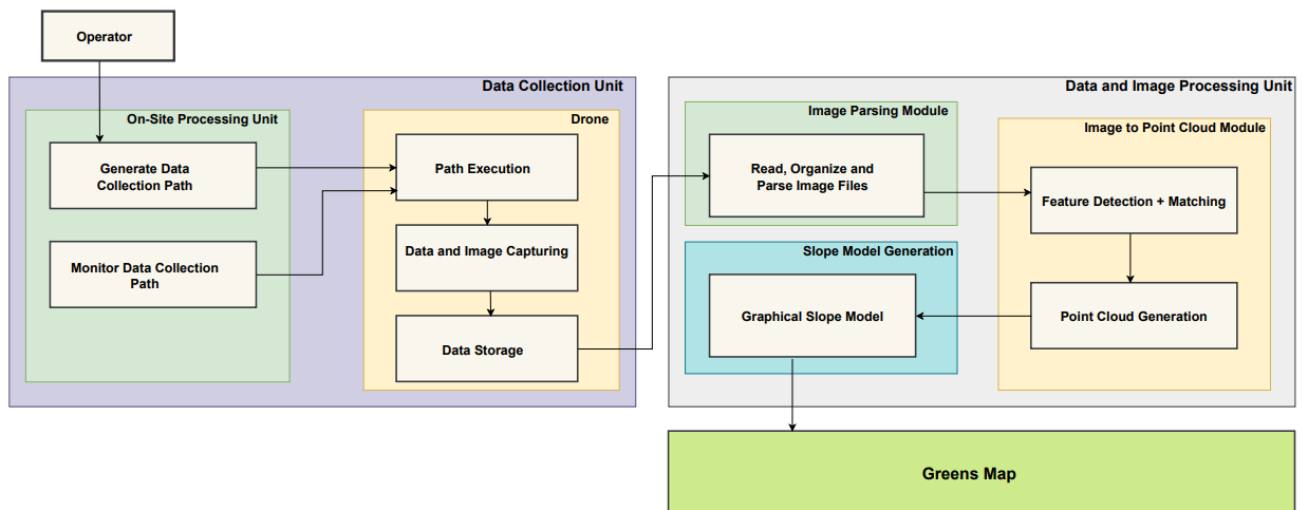 Operator
Data Collection Unit
On-Site Processing Unit
Generate Data
Collection Path
Monitor Data Collection
Path
Drone
Path Execution
Data and Image Capturing
Data Storage
Data and Image Processing Unit
Image Parsing Module
Read, Organize and
Parse Image Files
Image to Point Cloud Module
Feature Detection + Matching
Point Cloud Generation
Slope Model Generation
Graphical Slope Model
Greens Map